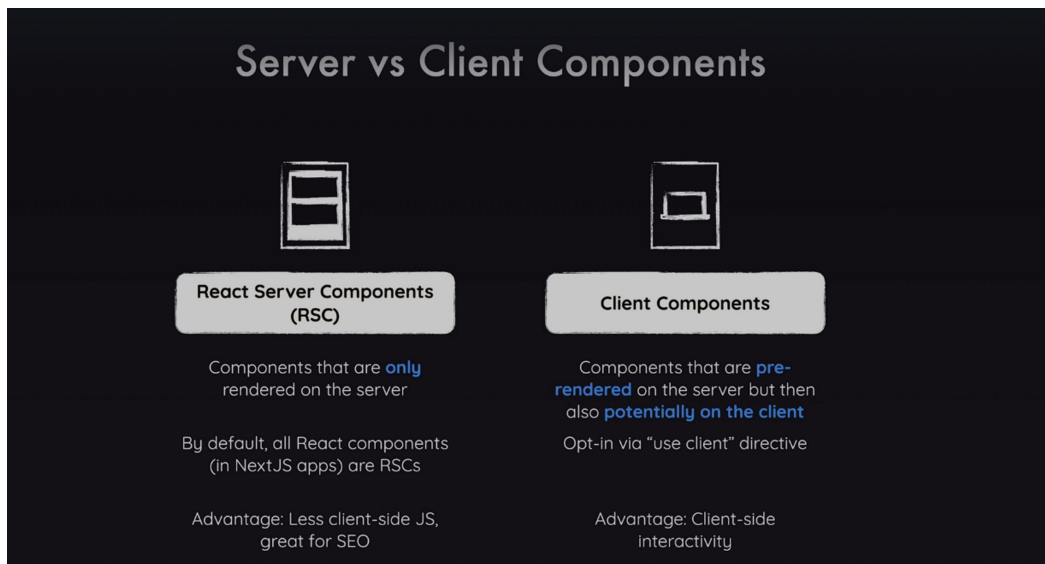 Server vs Client Components
React Server Components
(RSC)
Components that are only
rendered on the server
By default, all React components
(in NextJS apps) are RSCs
Advantage: Less client-side JS,
great for SEO
Client Components
Components that are pre-
rendered on the server but then
also potentially on the client
Opt-in via “use client” directive
Advantage: Client-side
interactivity